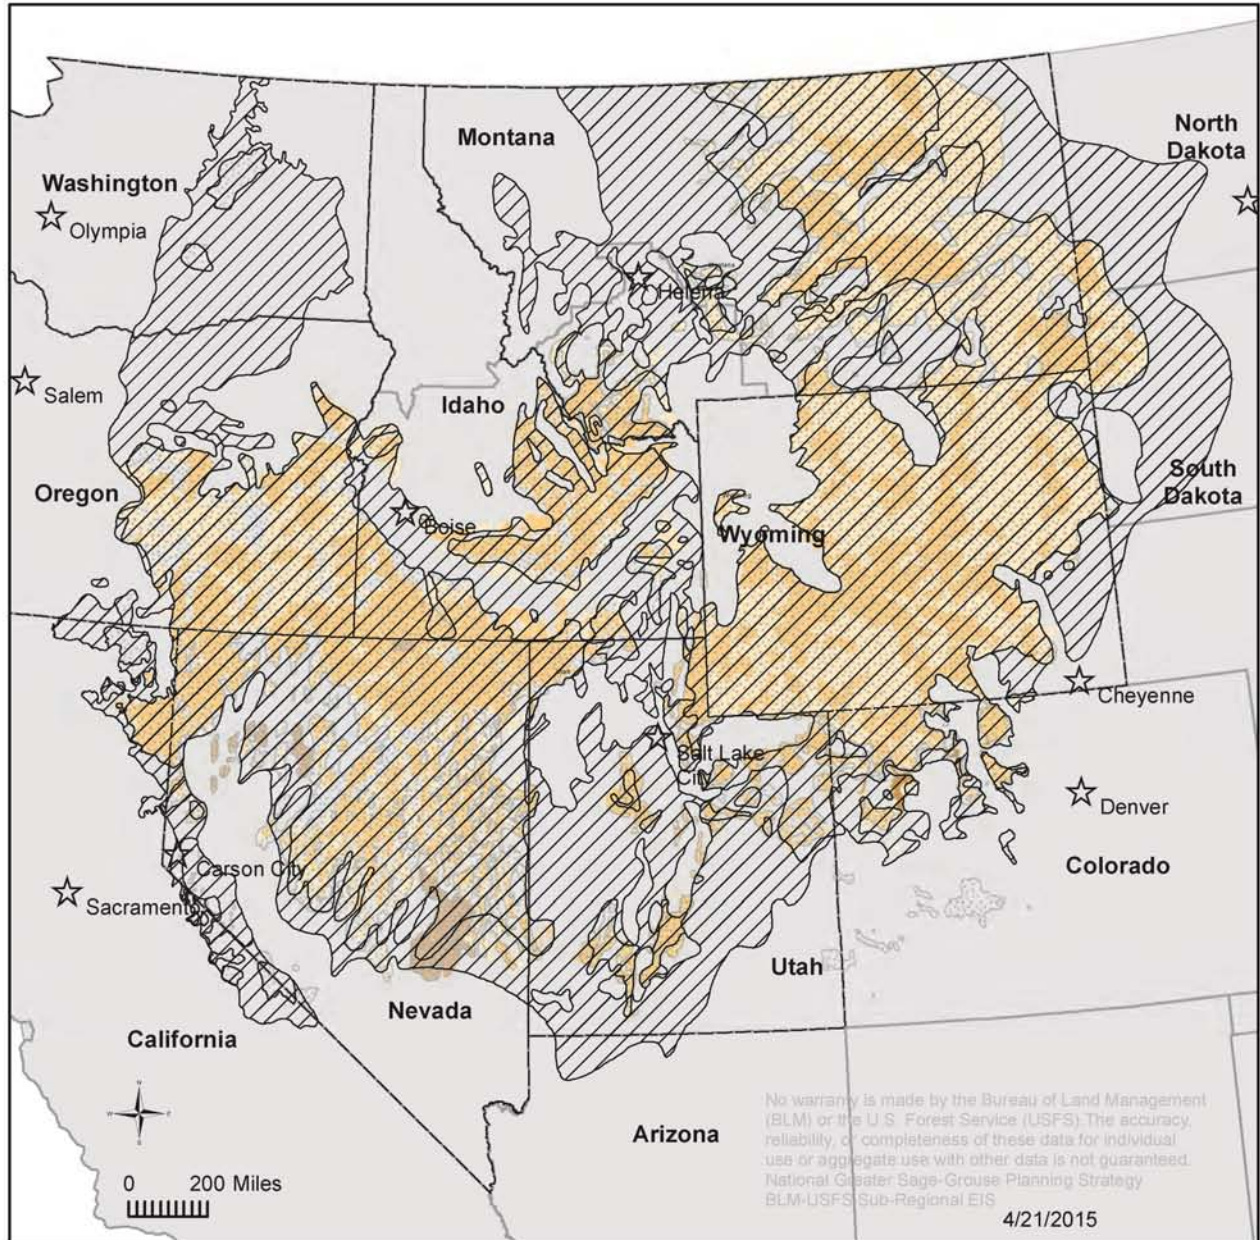 North
Dakota
Montana
Washington
Olympia
Helena
Salem
Idaho
Oregon
South
Dakota
Boise
Wyoming
Cheyenne
Salt Lake
City
Denver
Carson City
Colorado
Sacramento
Utah
Nevada
California
N
W
E
S
Arizona
No warranty is made by the Bureau of Land Management
(BLM) or the U.S. Forest Service (USFS).The accuracy,
reliability, or completeness of these data for individual
use or aggregate use with other data is not guaranteed.
National Greater Sage-Grouse Planning Strategy
BLM-USFS Sub-Regional EIS
0 200 Miles
4/21/2015